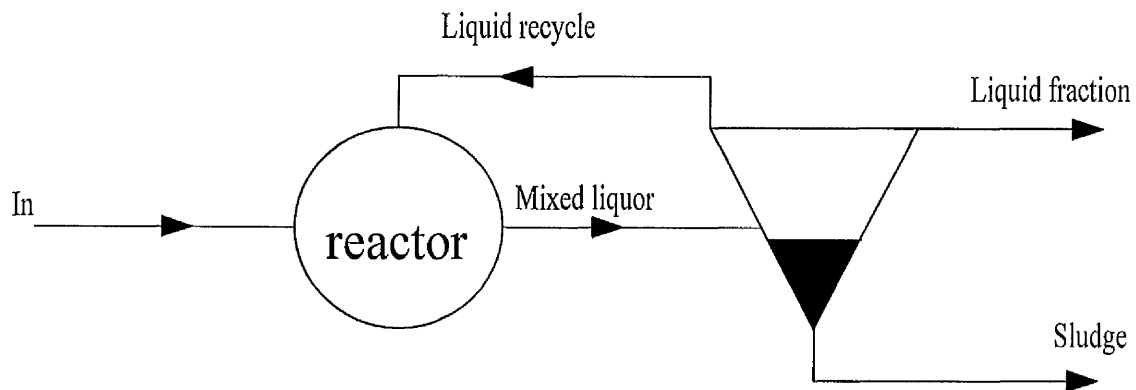 Liquid recycle
Liquid fraction
In
reactor
Mixed liquor
Sludge